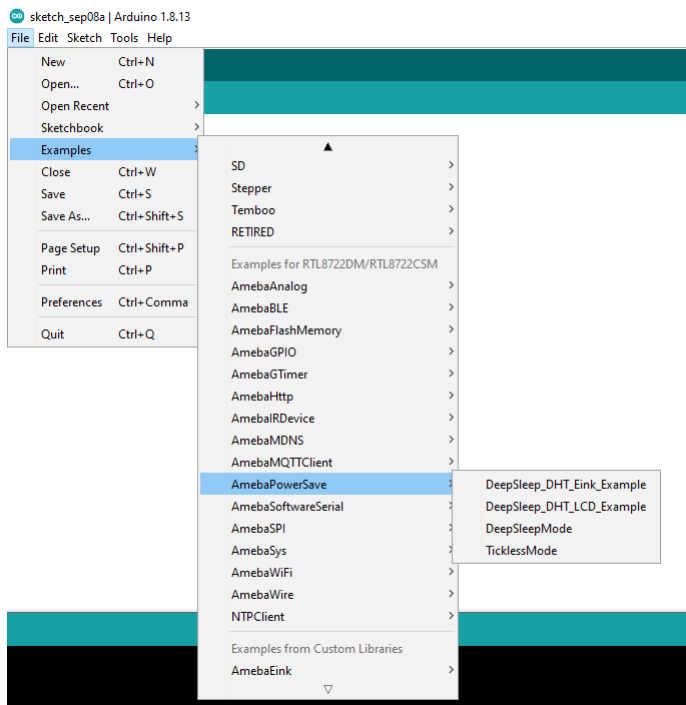 sketch_sep08a | Arduino 1.8.13
File Edit Sketch Tools Help
New Ctrl+N
Open... Ctrl+O
Open Recent
Sketchbook
Examples
Close Ctrl+W
Save Ctrl+S
Save As... Ctrl+Shift+S
Page Setup Ctrl+Shift+P
Print Ctrl+P
Preferences Ctrl+Comma
Quit Ctrl+Q
SD
Stepper
Temboo
RETIRED
Examples for RTL8722DM/RTL8722CSM
AmebaAnalog
AmebaBLE
AmebaFlashMemory
AmebaGPIO
AmebaGTimer
AmebaHttp
AmebaIRDevice
AmebaMDNS
AmebaMQTTClient
AmebaPowerSave
AmebaSoftwareSerial
AmebaSPI
AmebaSys
AmebaWiFi
AmebaWire
NTPClient
Examples from Custom Libraries
AmebaEink
DeepSleep_DHT_Eink_Example
DeepSleep_DHT_LCD_Example
DeepSleepMode
TicklessMode